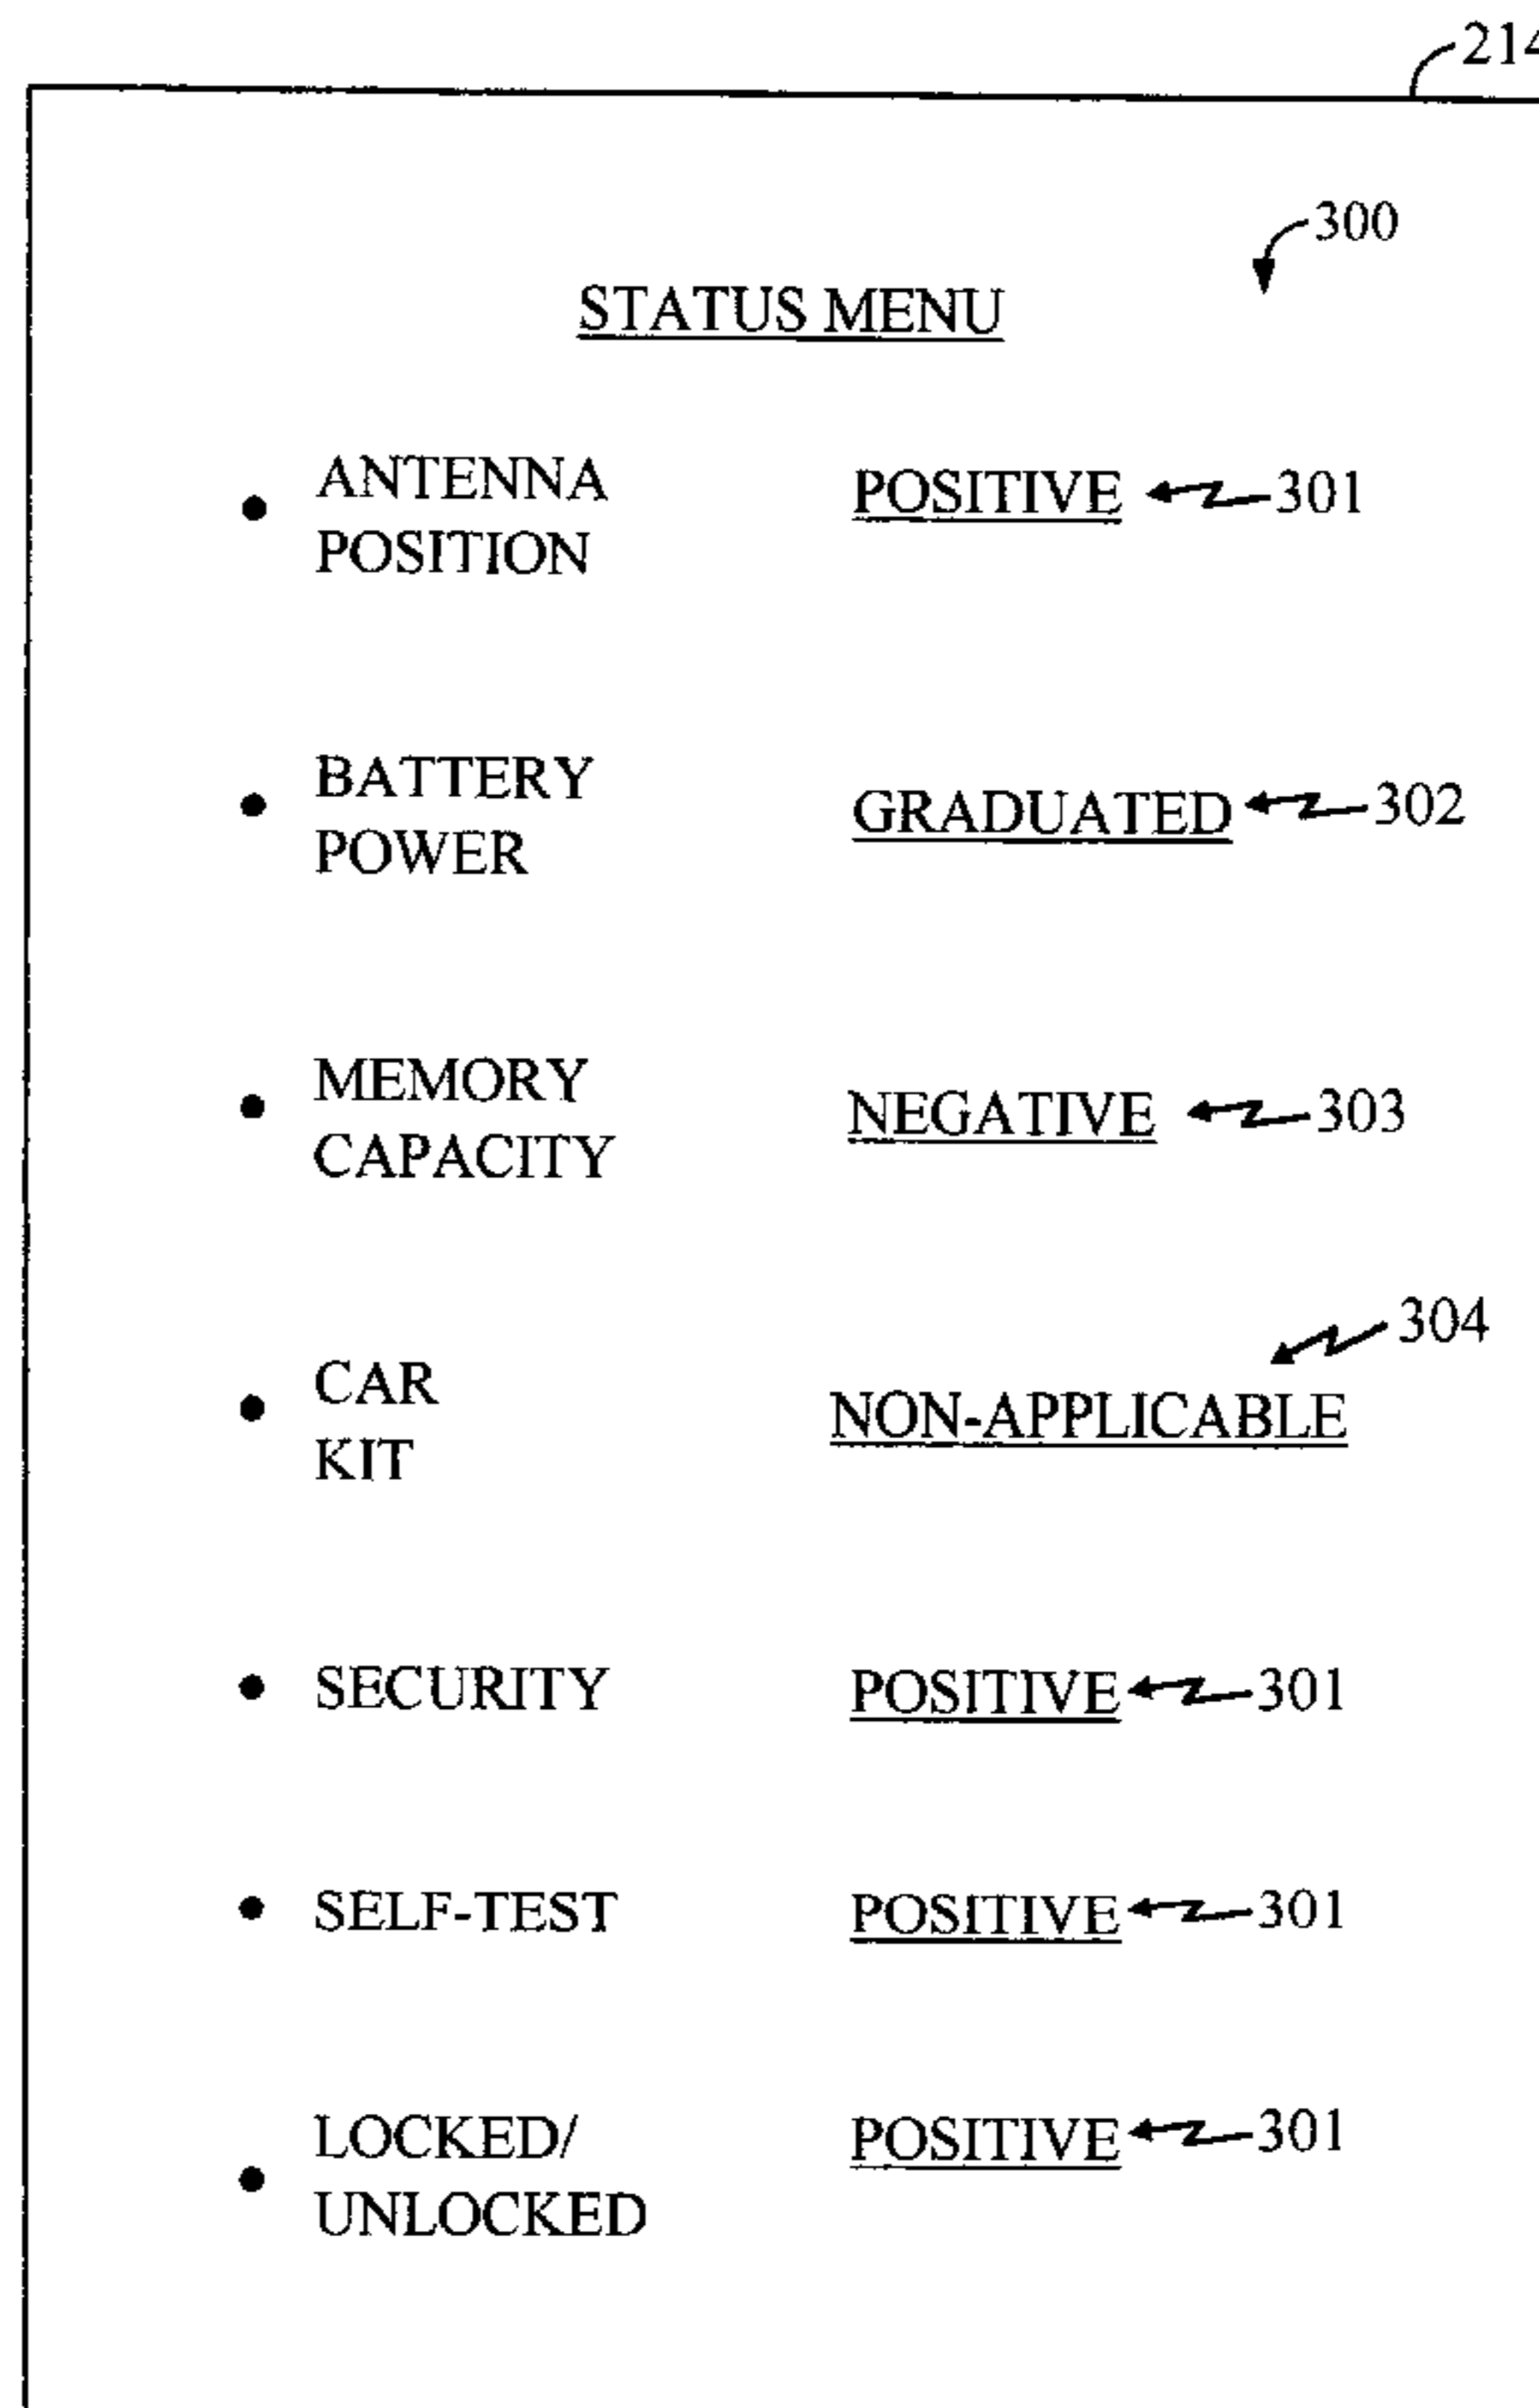 214
300
STATUS MENU
ANTENNA
POSITION
POSITIVE 301
BATTERY
POWER
GRADUATED 302
MEMORY
CAPACITY
NEGATIVE 303
304
CAR
KIT
NON-APPLICABLE
SECURITY POSITIVE 301
SELF-TEST POSITIVE 301
LOCKED/
UNLOCKED
POSITIVE 301